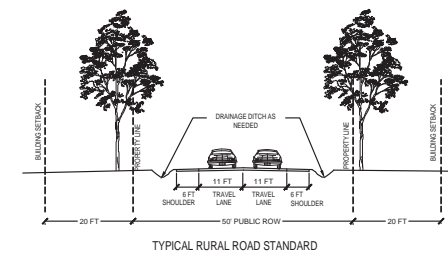 BUILDING SETBACK
PROPERTY LINE
DRAINAGE DITCH AS
NEEDED
PROPERTY LINE
BUILDING SETBACK
6 FT
SHOULDER
11 FT
TRAVEL
LANE
11 FT
TRAVEL
LANE
6 FT
SHOULDER
20 FT
50' PUBLIC ROW
20 FT
TYPICAL RURAL ROAD STANDARD